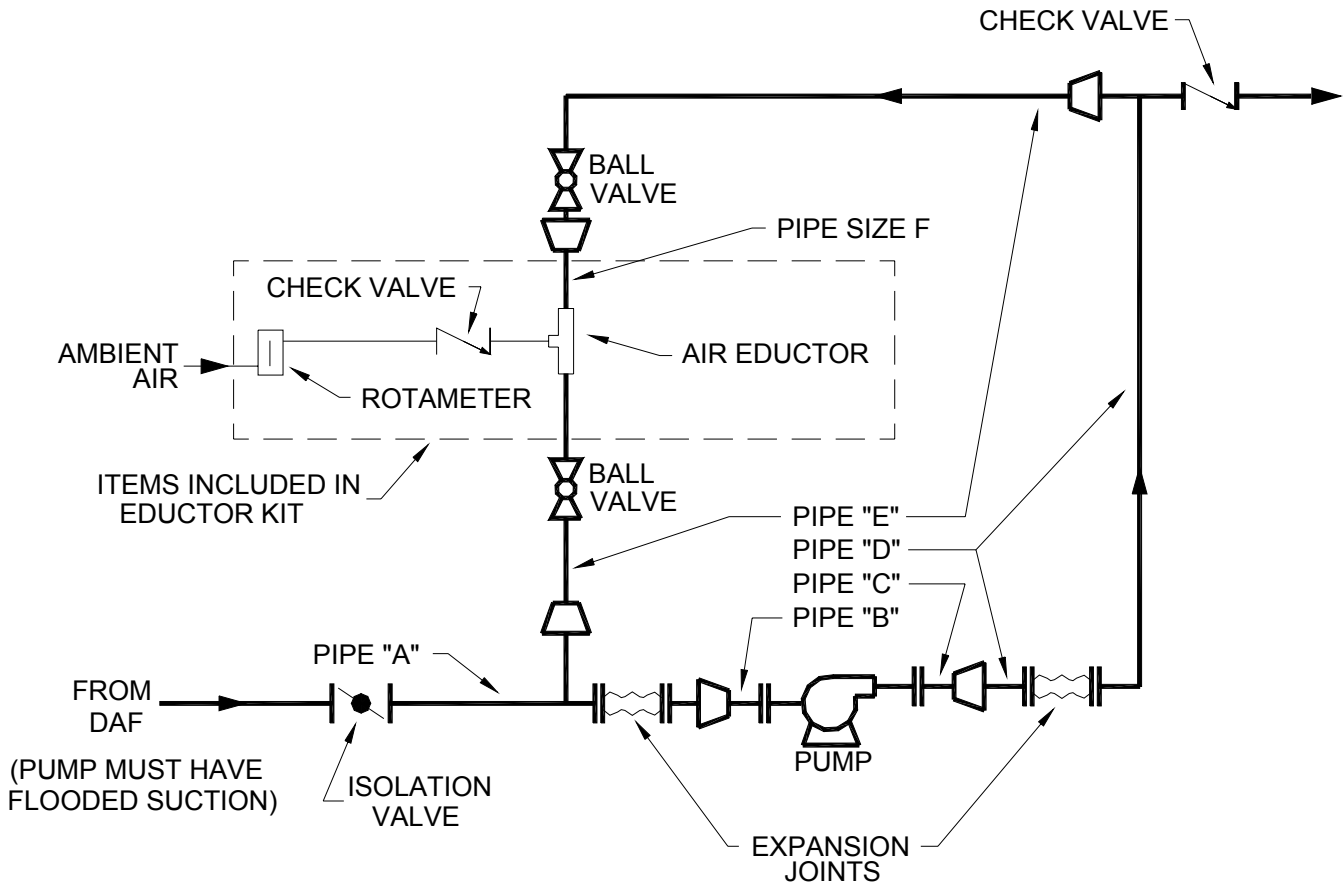 CHECK VALVE
BALL
VALVE
PIPE SIZE F
CHECK VALVE
AMBIENT
AIR
AIR EDUCTOR
ROTAMETER
ITEMS INCLUDED IN
EDUCTOR KIT
BALL
VALVE
PIPE "E"
PIPE "D"
PIPE "C"
PIPE "B"
PIPE "A"
FROM
DAF
(PUMP MUST HAVE
FLOODED SUCTION)
ISOLATION
VALVE
PUMP
EXPANSION
JOINTS